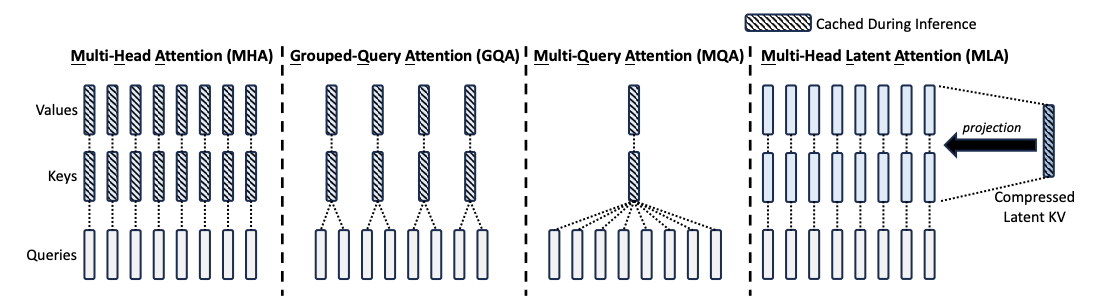 Cached During Inference
Multi-Head Attention (MHA)
Grouped-Query Attention (GQA)
Multi-Query Attention (MQA)
Multi-Head Latent Attention (MLA)
Values
Keys
Queries
projection
Compressed
Latent KV